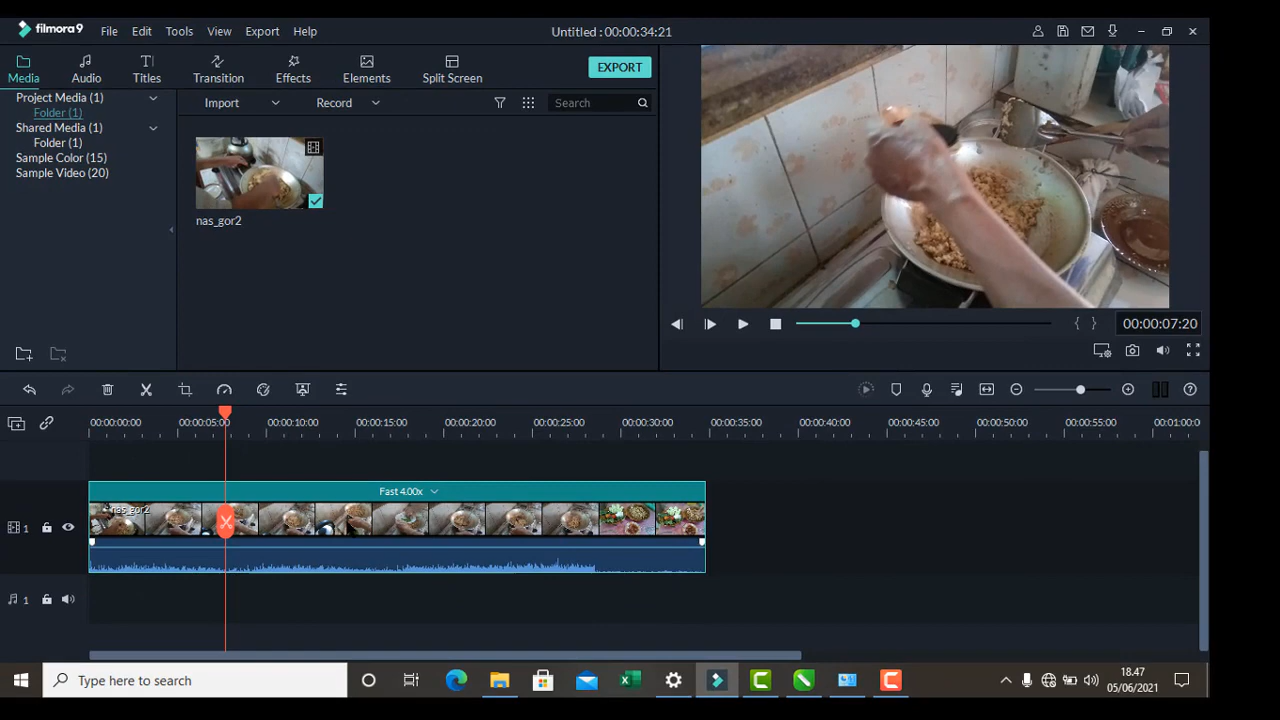 filmora9 File Edit Tools View Export Help Untitled : 00:00:34:21
Media Audio Titles Transition Effects Elements Split Screen EXPORT
Project Media (1)
Folder (1)
Shared Media (1)
Folder (1)
Sample Color (15)
Sample Video (20)
Import Record Search
nas_gor2
{ } 00:00:07:20
00:00:00:00 00:00:05:00 00:00:10:00 00:00:15:00 00:00:20:00 00:00:25:00 00:00:30:00 00:00:35:00 00:00:40:00 00:00:45:00 00:00:50:00 00:00:55:00 00:01:00:0
Fast 4.00x
nas_gor2
1
1
Type here to search
18.47
05/06/2021